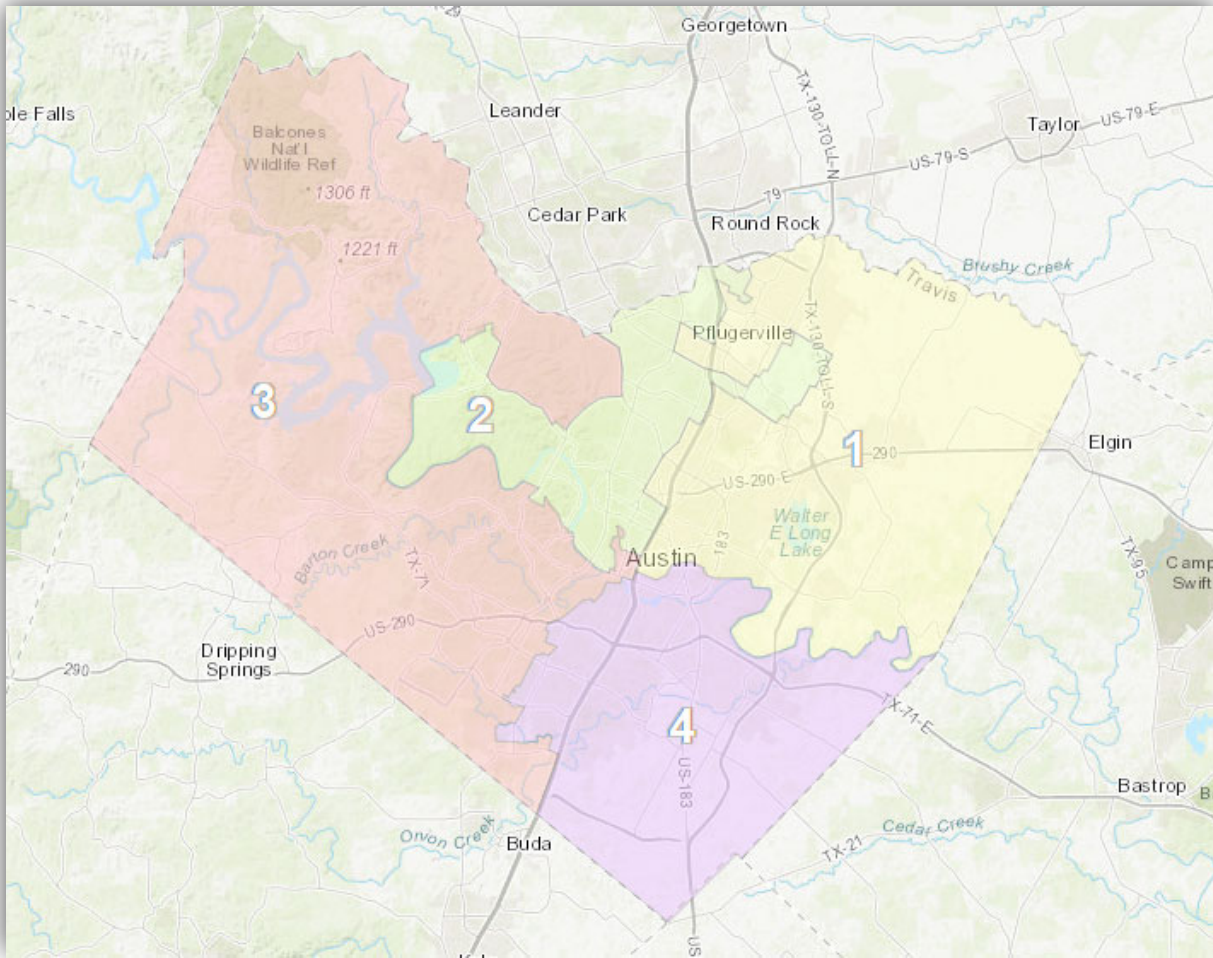 Georgetown
TX-130-TOLL-N
ble Falls
Leander
Taylor
US-79-E
US-79-S
Balcones
Nat'l
Wildlife Ref
1306 ft
79
Cedar Park
Round Rock
1221 ft
Brushy Creek
Travis
Pflugerville
TX-130-TOLL-S
3
2
1
290
Elgin
US-290-E
Walter
E Long
Lake
183
TX-95
Camp
Swift
Austin
Barton Creek
TX-71
US-290
Dripping
Springs
290
4
TX-71-E
US-183
Bastrop
B
Cedar Creek
TX-21
Buda
US